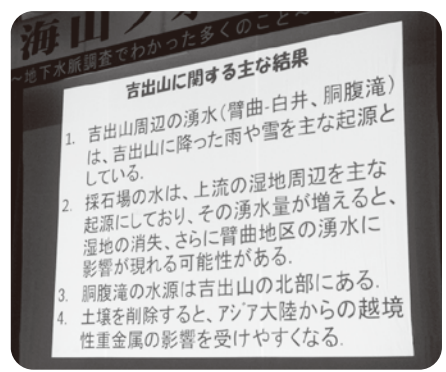 海山
~地下水脈調査でわかった多くのこと~
吉出山に関する主な結果
1. 吉出山周辺の湧水(臂曲-白井、胴腹滝)
は、吉出山に降った雨や雪を主な起源と
している.
2. 採石場の水は、上流の湿地周辺を主な
起源にしており、その湧水量が増えると、
湿地の消失、さらに臂曲地区の湧水に
影響が現れる可能性がある.
3. 胴腹滝の水源は吉出山の北部にある.
4. 土壌を削除すると、アジア大陸からの越境
性重金属の影響を受けやすくなる.